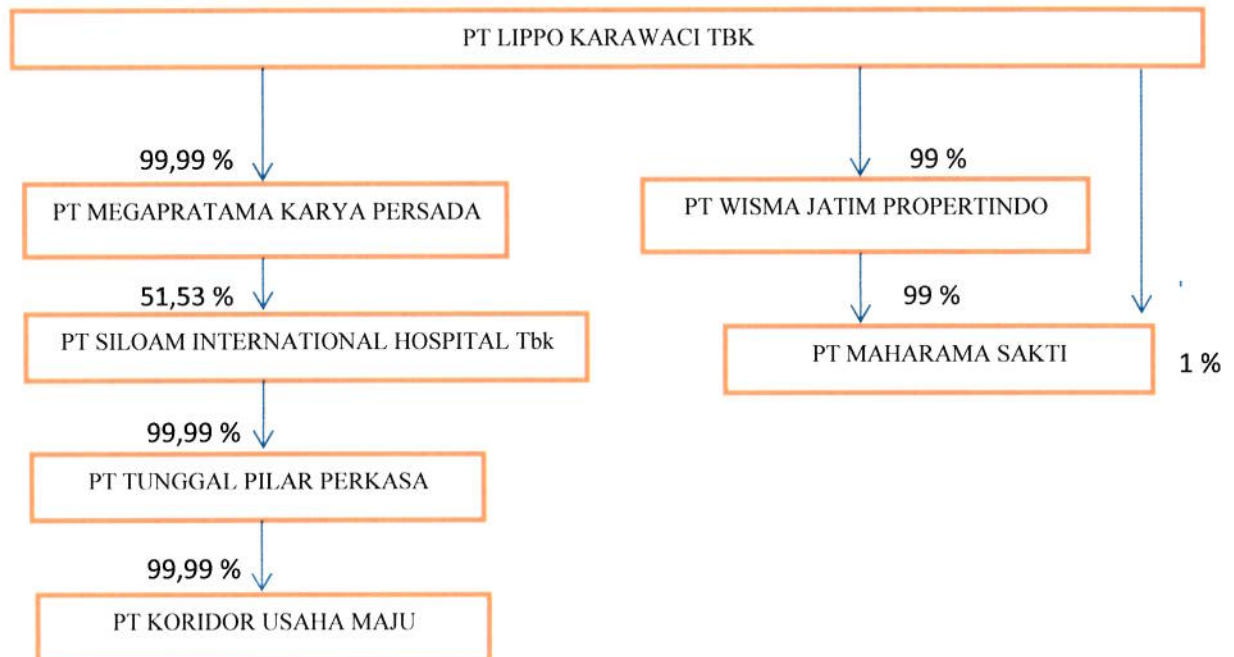 PT LIPPO KARAWACI TBK
99,99 %
99 %
PT MEGAPRATAMA KARYA PERSADA
PT WISMA JATIM PROPERTINDO
51,53 %
99 %
PT SILOAM INTERNATIONAL HOSPITAL Tbk
PT MAHARAMA SAKTI
1 %
99,99 %
PT TUNGGAL PILAR PERKASA
99,99 %
PT KORIDOR USAHA MAJU